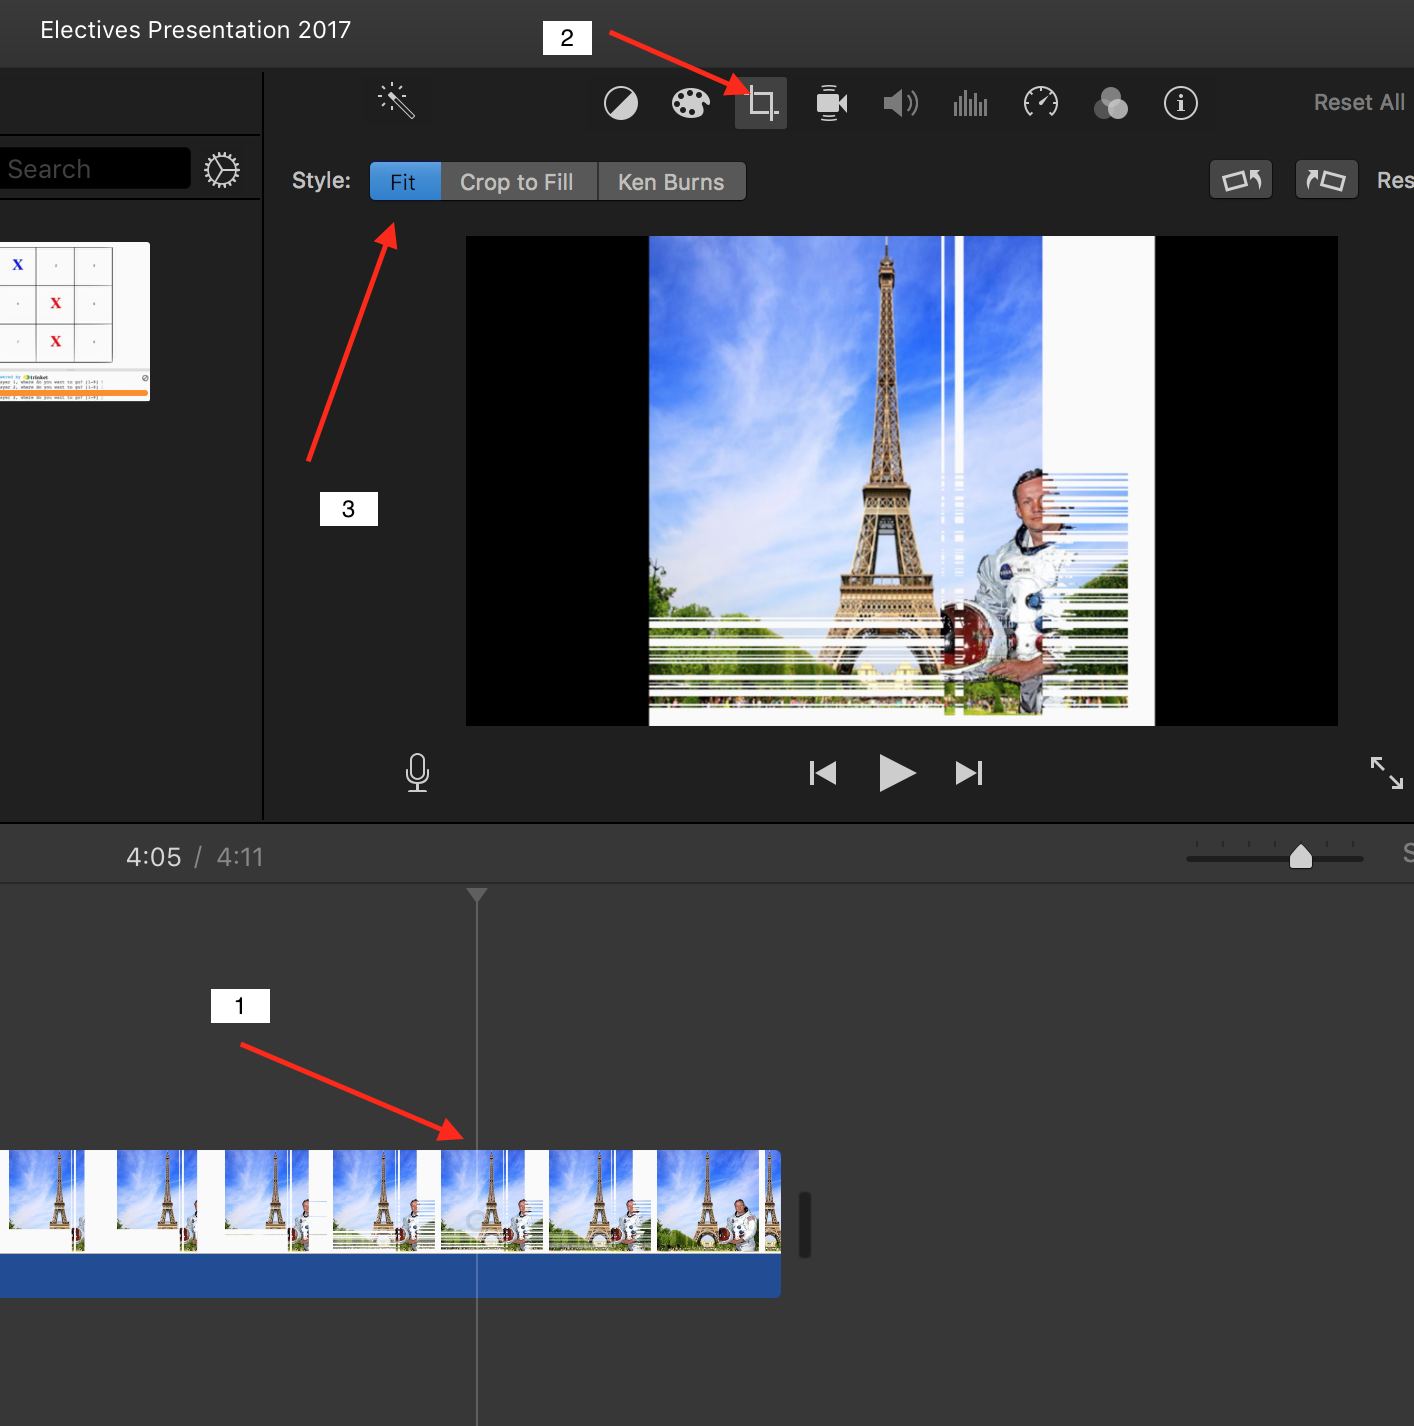 Electives Presentation 2017
2
Reset All
Search
Style:
Fit
Crop to Fill
Ken Burns
Res
X
X
X
3
4:05 / 4:11
S
1